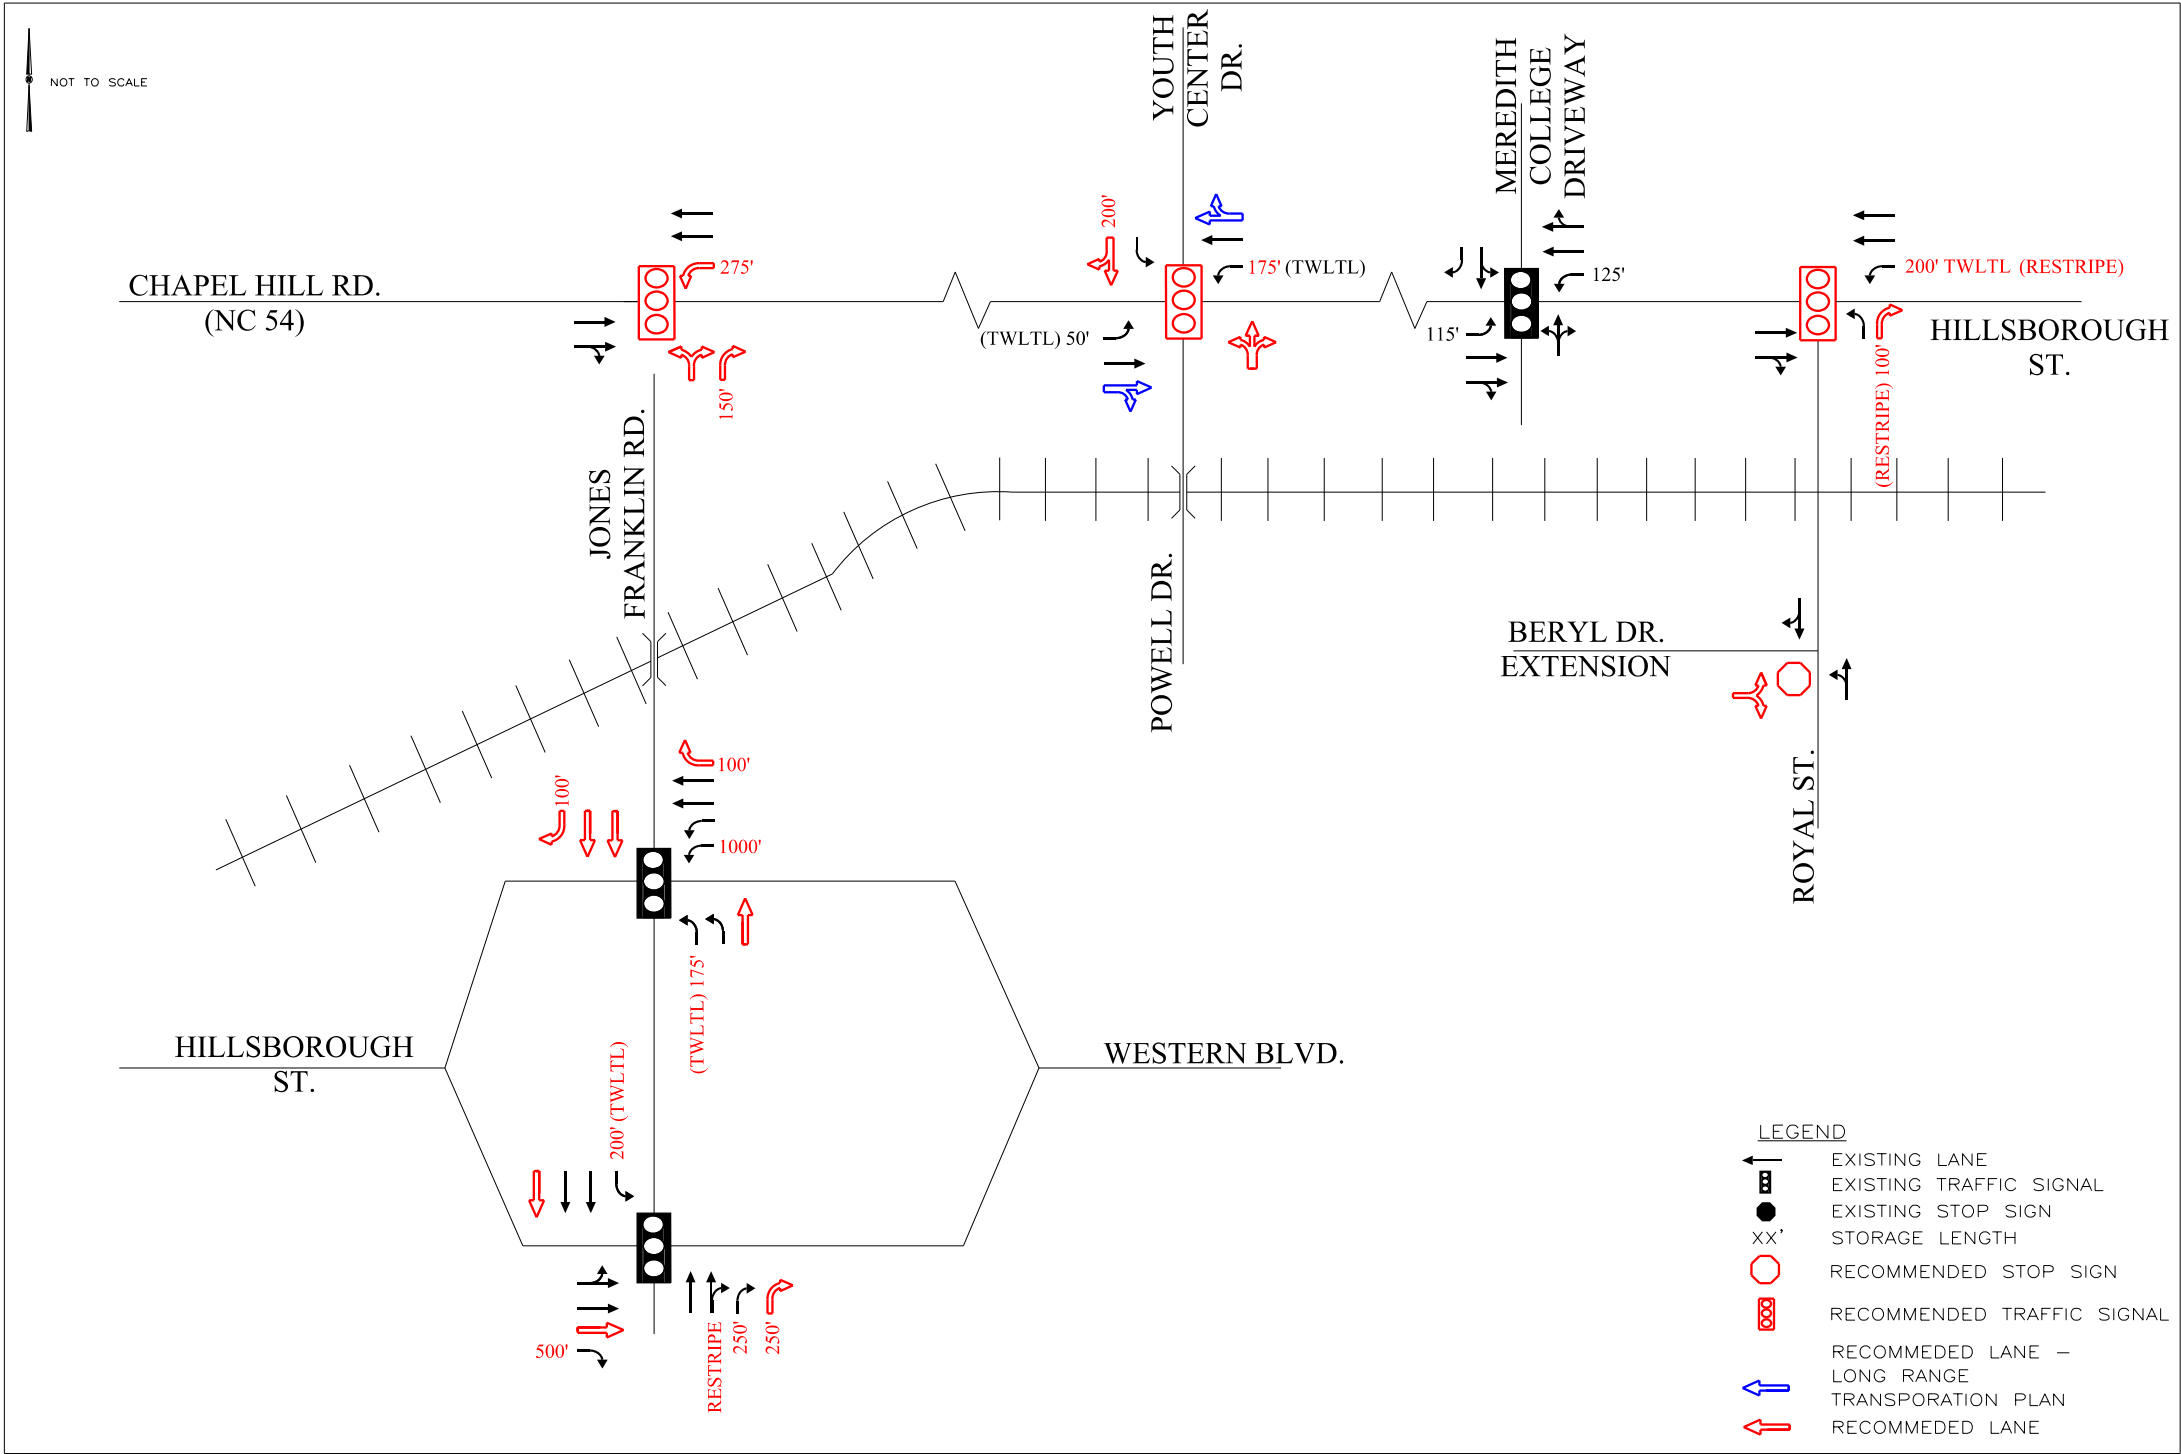 NOT TO SCALE
YOUTH
CENTER
DR.
MEREDITH
COLLEGE
DRIVEWAY
CHAPEL HILL RD.
(NC 54)
275'
150'
200'
175' (TWLTL)
(TWLTL) 50'
125'
115'
200' TWLTL (RESTRIPE)
(RESTRIPE) 100'
HILLSBOROUGH
ST.
JONES
FRANKLIN RD.
POWELL DR.
BERYL DR.
EXTENSION
ROYAL ST.
100'
100'
1000'
(TWLTL) 175'
HILLSBOROUGH
ST.
WESTERN BLVD.
200' (TWLTL)
500'
RESTRIPE
250'
250'
LEGEND
EXISTING LANE
EXISTING TRAFFIC SIGNAL
EXISTING STOP SIGN
XX' STORAGE LENGTH
RECOMMENDED STOP SIGN
RECOMMENDED TRAFFIC SIGNAL
RECOMMEDED LANE –
LONG RANGE
TRANSPORATION PLAN
RECOMMEDED LANE